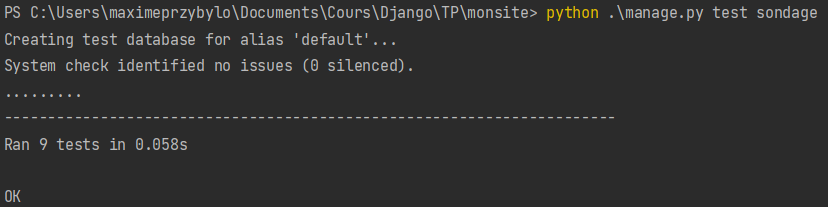 PS C:\Users\maximeprzybylo\Documents\Cours\Django\TP\monsite> python .\manage.py test sondage
Creating test database for alias 'default'...
System check identified no issues (0 silenced).
.........
----------------------------------------------------------------------
Ran 9 tests in 0.058s
OK